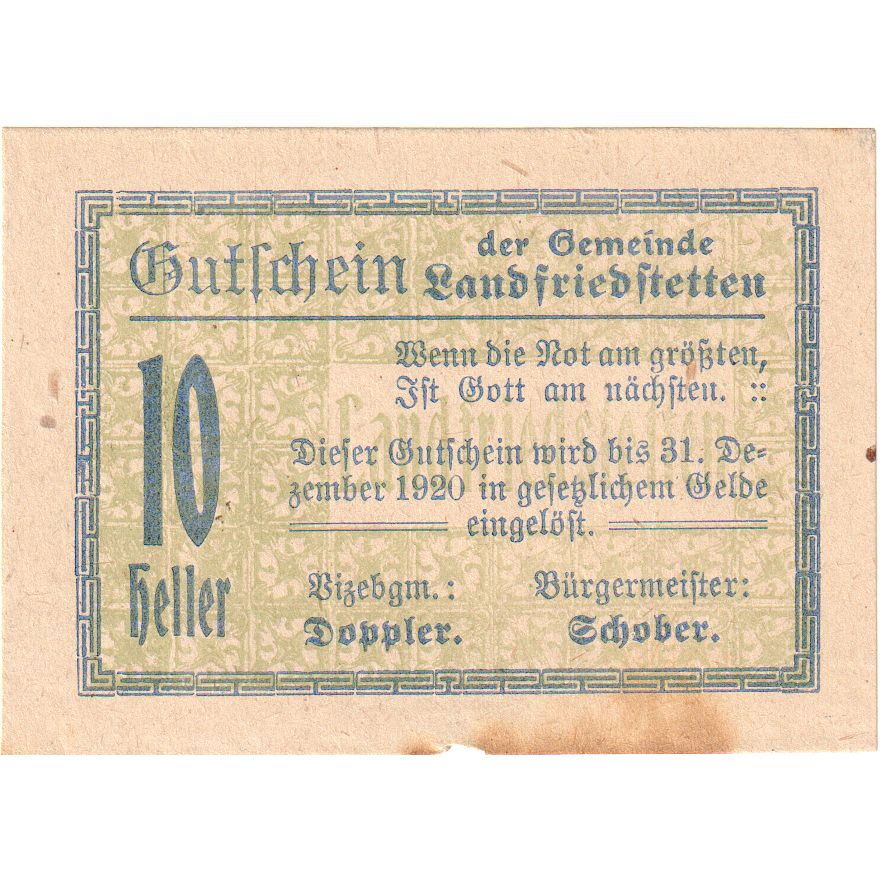 Gutschein
der Gemeinde
Landfriedstetten
10
Heller
Wenn die Not am größten,
Ist Gott am nächsten. ::
Landfriedstetten
Dieser Gutschein wird bis 31. De-
zember 1920 in gesetzlichem Gelde
eingelöst.
Vizebgm.:
Doppler.
Bürgermeister:
Schober.